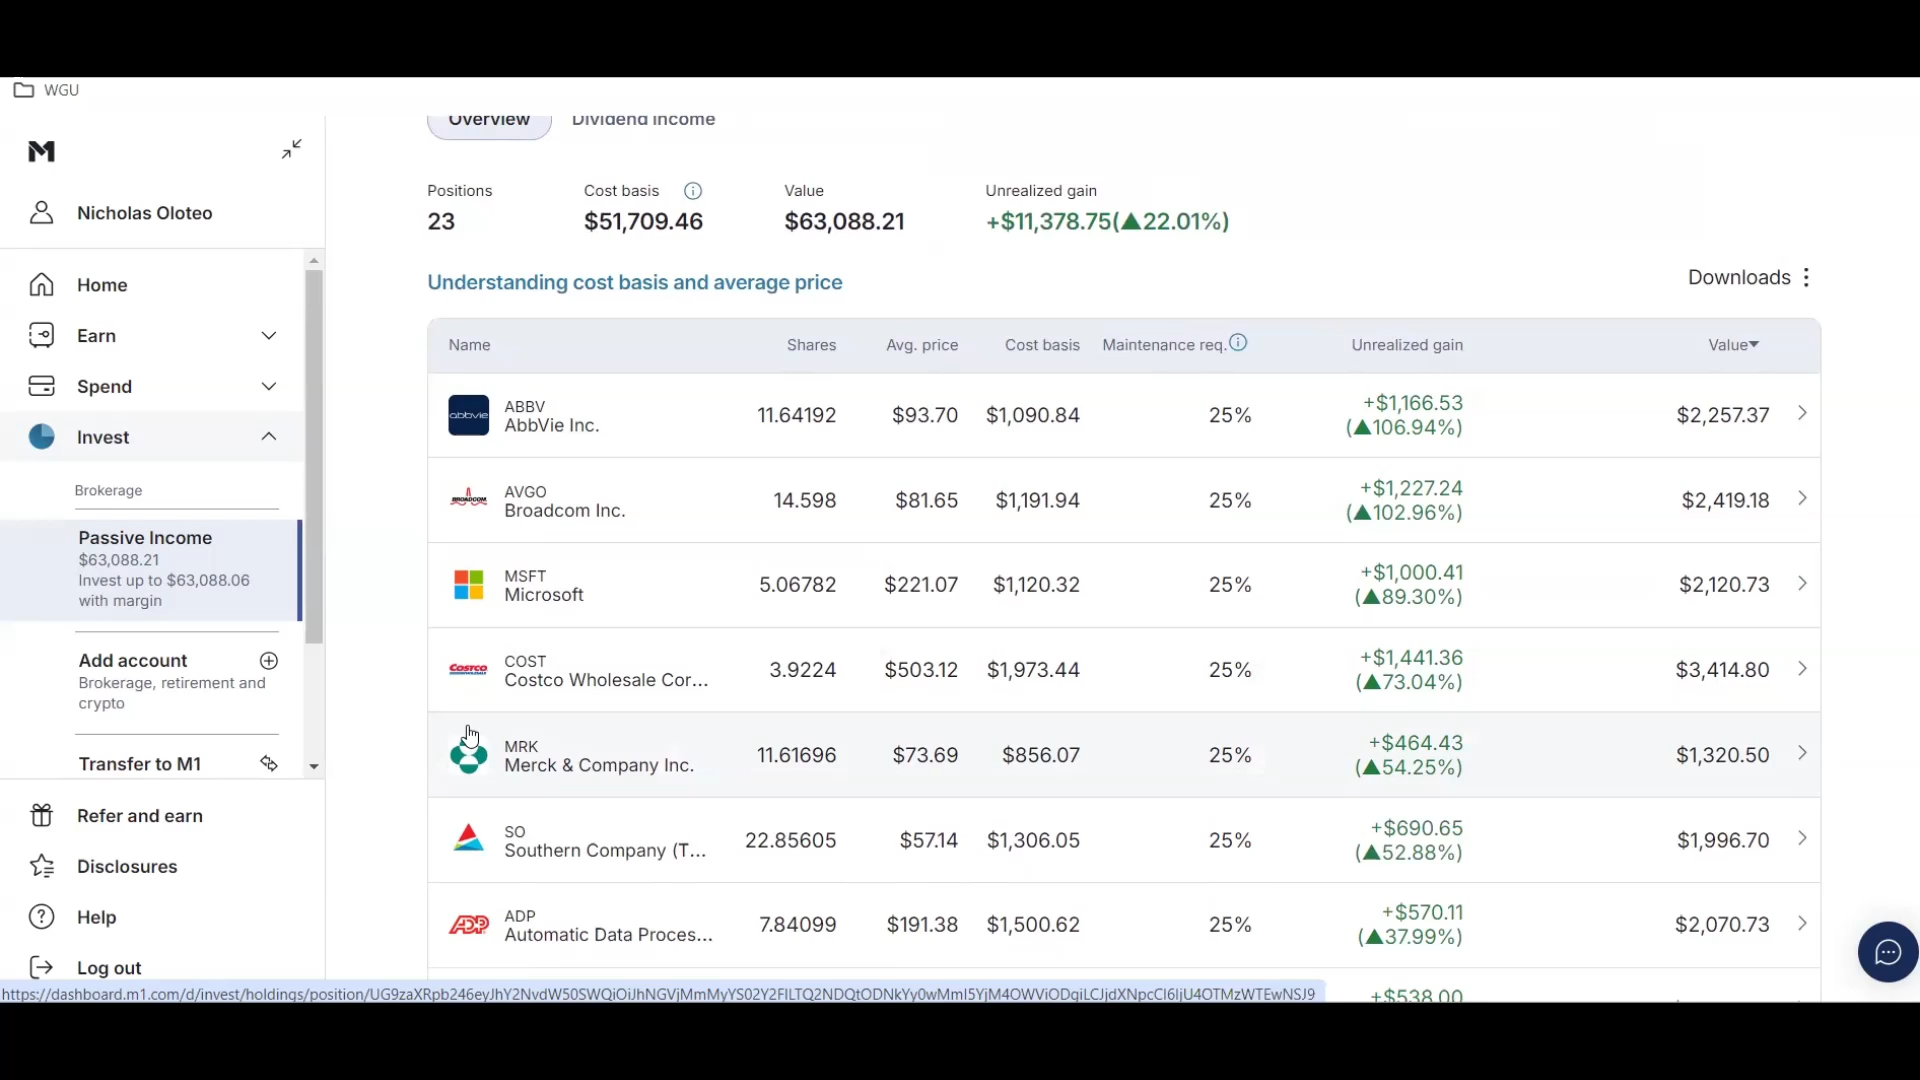 WGU
Overview
Dividend Income
Nicholas Oloteo
Home
Earn
Spend
Invest
Brokerage
Passive Income
$63,088.21
Invest up to $63,088.06
with margin
Add account
Brokerage, retirement and
crypto
Transfer to M1
Refer and earn
Disclosures
Help
Log out
Positions
23
Cost basis
$51,709.46
Value
$63,088.21
Unrealized gain
+$11,378.75(▲22.01%)
Understanding cost basis and average price
Downloads
Name Shares Avg. price Cost basis Maintenance req. Unrealized gain Value
abbvie
ABBV
AbbVie Inc.
11.64192 $93.70 $1,090.84 25%
+$1,166.53
(▲106.94%)
$2,257.37
BROADCOM
AVGO
Broadcom Inc.
14.598 $81.65 $1,191.94 25%
+$1,227.24
(▲102.96%)
$2,419.18
MSFT
Microsoft
5.06782 $221.07 $1,120.32 25%
+$1,000.41
(▲89.30%)
$2,120.73
Costco
WHOLESALE
COST
Costco Wholesale Cor...
3.9224 $503.12 $1,973.44 25%
+$1,441.36
(▲73.04%)
$3,414.80
MRK
Merck & Company Inc.
11.61696 $73.69 $856.07 25%
+$464.43
(▲54.25%)
$1,320.50
SO
Southern Company (T...
22.85605 $57.14 $1,306.05 25%
+$690.65
(▲52.88%)
$1,996.70
ADP
ADP
Automatic Data Proces...
7.84099 $191.38 $1,500.62 25%
+$570.11
(▲37.99%)
$2,070.73
+$538.00